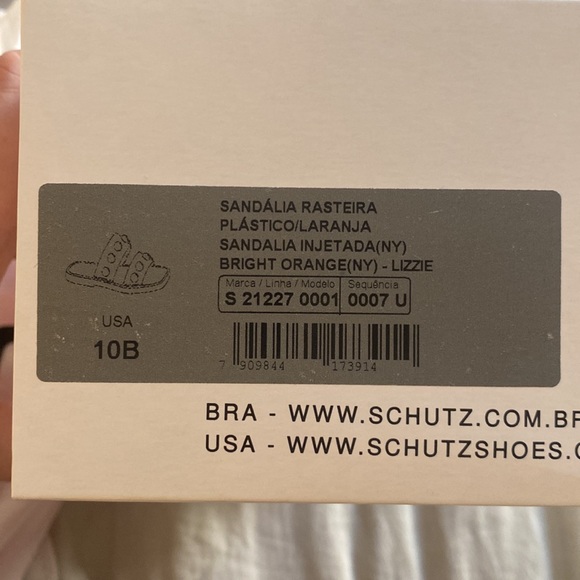 SANDÁLIA RASTEIRA
PLÁSTICO/LARANJA
SANDALIA INJETADA(NY)
BRIGHT ORANGE(NY) - LIZZIE
Marca / Linha / Modelo Sequência
S 21227 0001 0007 U
USA
10B
7 909844 173914
BRA - WWW.SCHUTZ.COM.BR
USA - WWW.SCHUTZSHOES.C